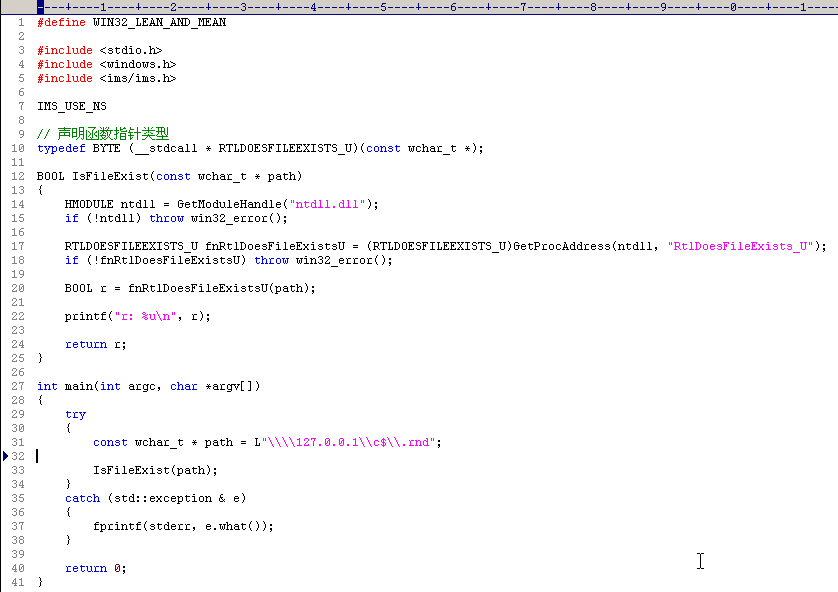 ----+----1----+----2----+----3----+----4----+----5----+----6----+----7----+----8----+----9----+----0----+----1----
1 #define WIN32_LEAN_AND_MEAN
2
3 #include <stdio.h>
4 #include <windows.h>
5 #include <ims/ims.h>
6
7 IMS_USE_NS
8
9 // 声明函数指针类型
10 typedef BYTE (__stdcall * RTLDOESFILEEXISTS_U)(const wchar_t *);
11
12 BOOL IsFileExist(const wchar_t * path)
13 {
14     HMODULE ntdll = GetModuleHandle("ntdll.dll");
15     if (!ntdll) throw win32_error();
16
17     RTLDOESFILEEXISTS_U fnRtlDoesFileExistsU = (RTLDOESFILEEXISTS_U)GetProcAddress(ntdll, "RtlDoesFileExists_U");
18     if (!fnRtlDoesFileExistsU) throw win32_error();
19
20     BOOL r = fnRtlDoesFileExistsU(path);
21
22     printf("r: %u\n", r);
23
24     return r;
25 }
26
27 int main(int argc, char *argv[])
28 {
29     try
30     {
31         const wchar_t * path = L"\\\\127.0.0.1\\c$\\.rnd";
32
33         IsFileExist(path);
34     }
35     catch (std::exception & e)
36     {
37         fprintf(stderr, e.what());
38     }
39
40     return 0;
41 }